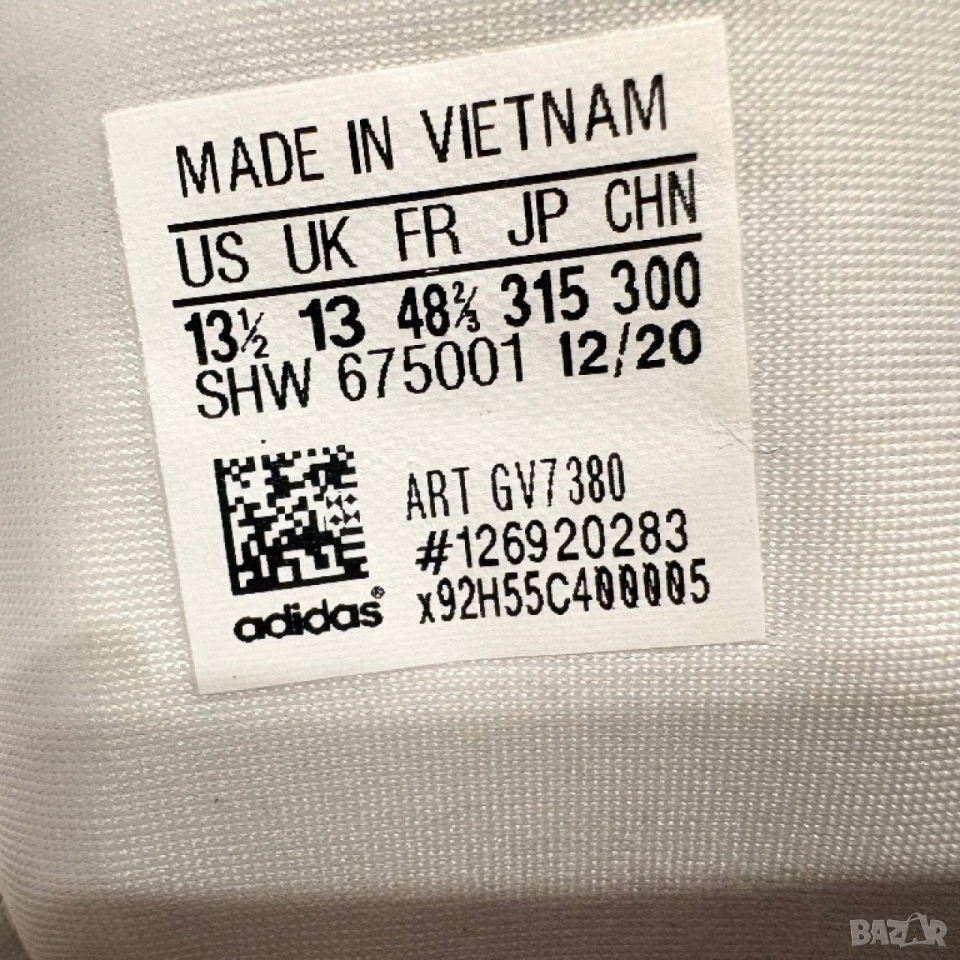 MADE IN VIETNAM
US UK FR JP CHN
13½ 13 48⅔ 315 300
SHW 675001 12/20
ART GV7380
#126920283
x92H55C400005
adidas®
BAZAR